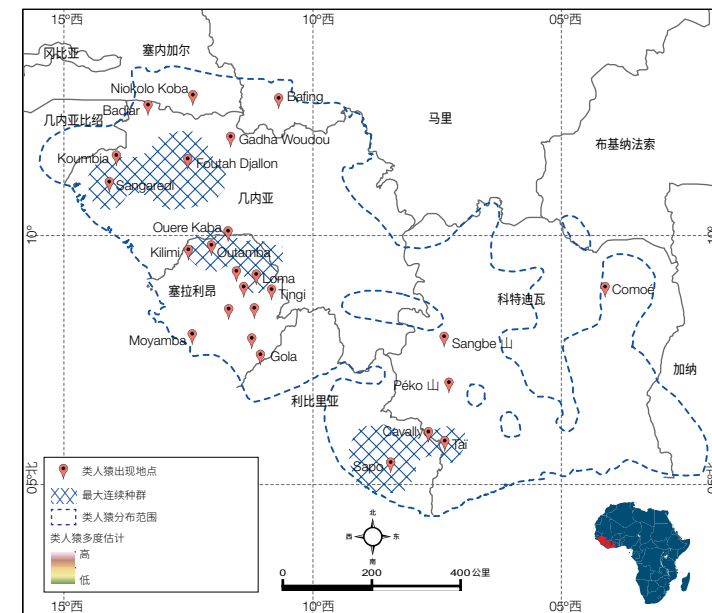 15°西
10°西
05°西
冈比亚
塞内加尔
Niokolo Koba
Bafing
Badiar
几内亚比绍
马里
Gadha Woudou
布基纳法索
Koumbia
Foutah Djallon
Sangaredi
几内亚
Ouere Kaba
10°
10°
Kilimi
Outamba
Loma
Tingi
塞拉利昂
科特迪瓦
Comoé
Moyamba
Sangbe 山
Gola
加纳
Péko 山
利比里亚
Cavally
Taï
Sapo
类人猿出现地点
05°北
05°北
最大连续种群
类人猿分布范围
类人猿多度估计
高
低
北
西
东
南
0
200
400 公里
15°西
10°西
05°西